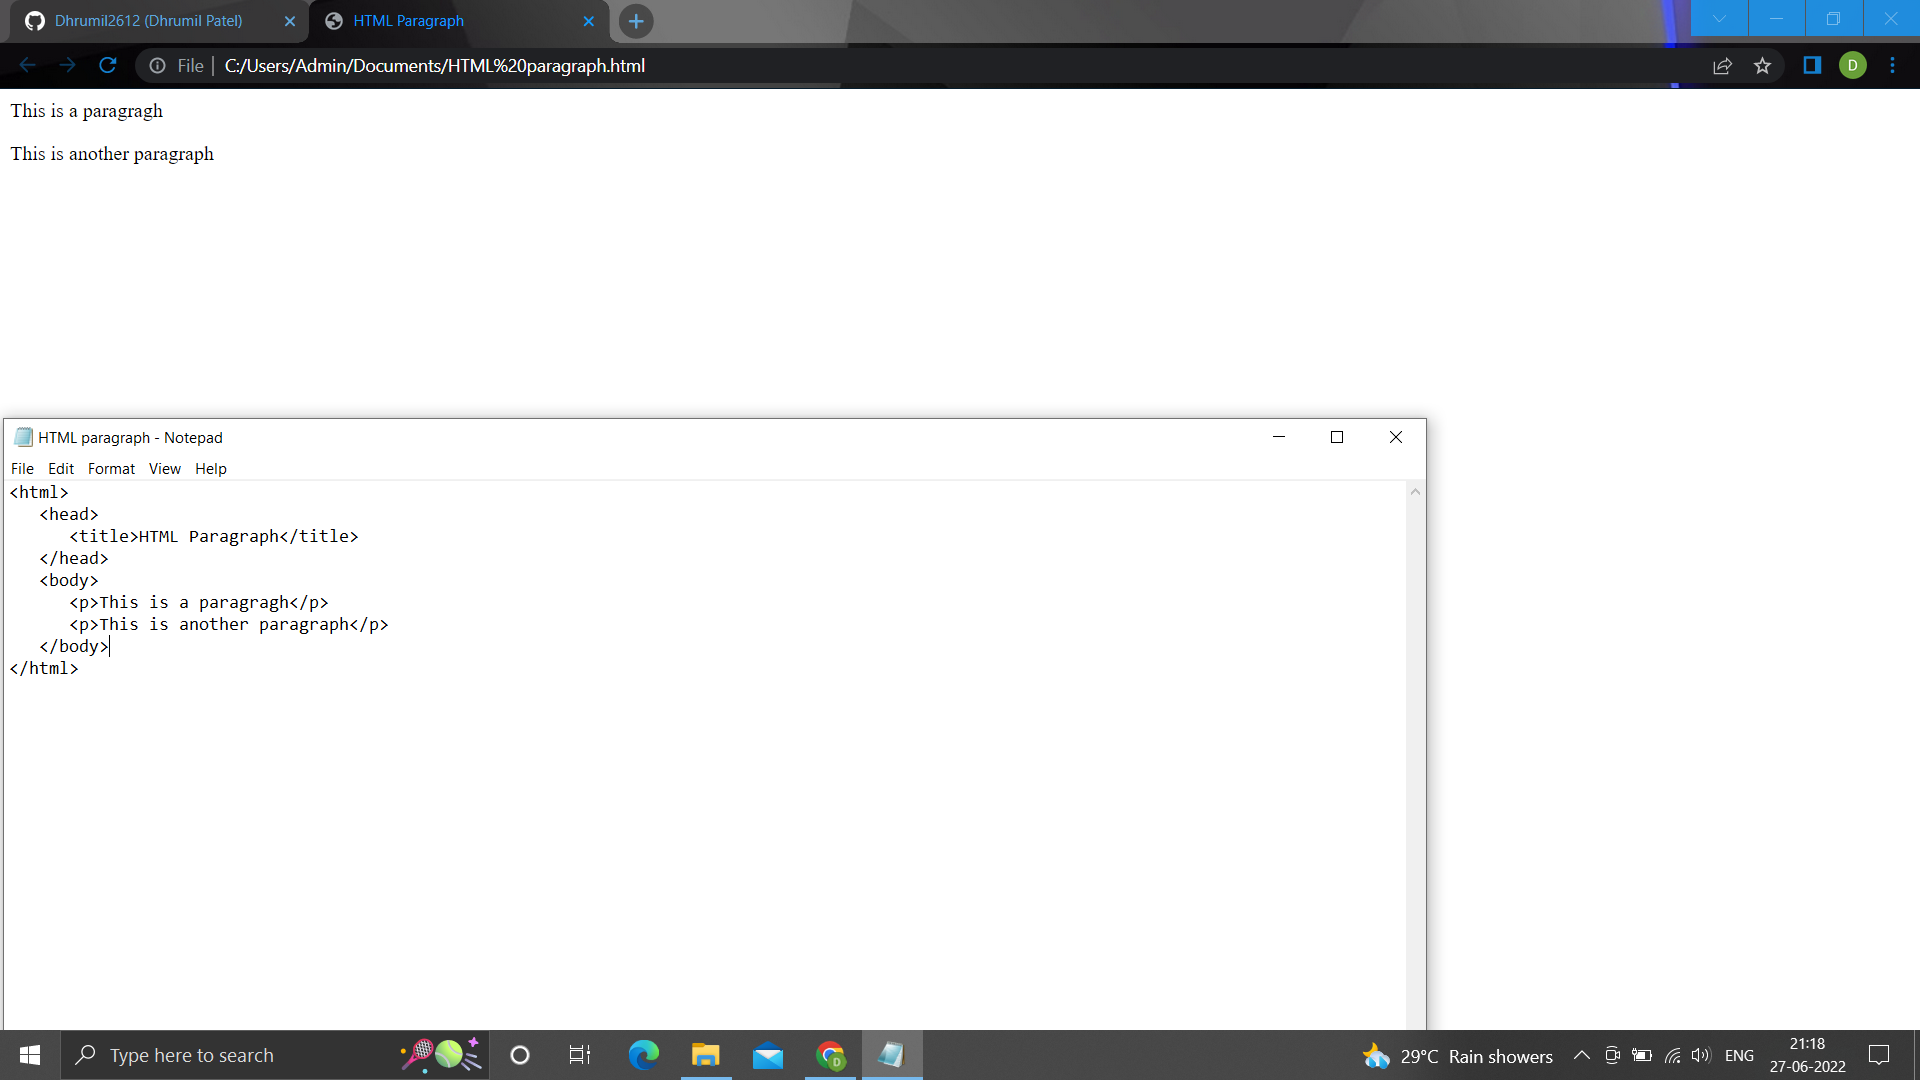 Dhrumil2612 (Dhrumil Patel)
HTML Paragraph
File
C:/Users/Admin/Documents/HTML%20paragraph.html
D
This is a paragragh
This is another paragraph
HTML paragraph - Notepad
File Edit Format View Help
<html>
   <head>
      <title>HTML Paragraph</title>
   </head>
   <body>
      <p>This is a paragragh</p>
      <p>This is another paragraph</p>
   </body>
</html>
Type here to search
D
29°C Rain showers
ENG
21:18
27-06-2022